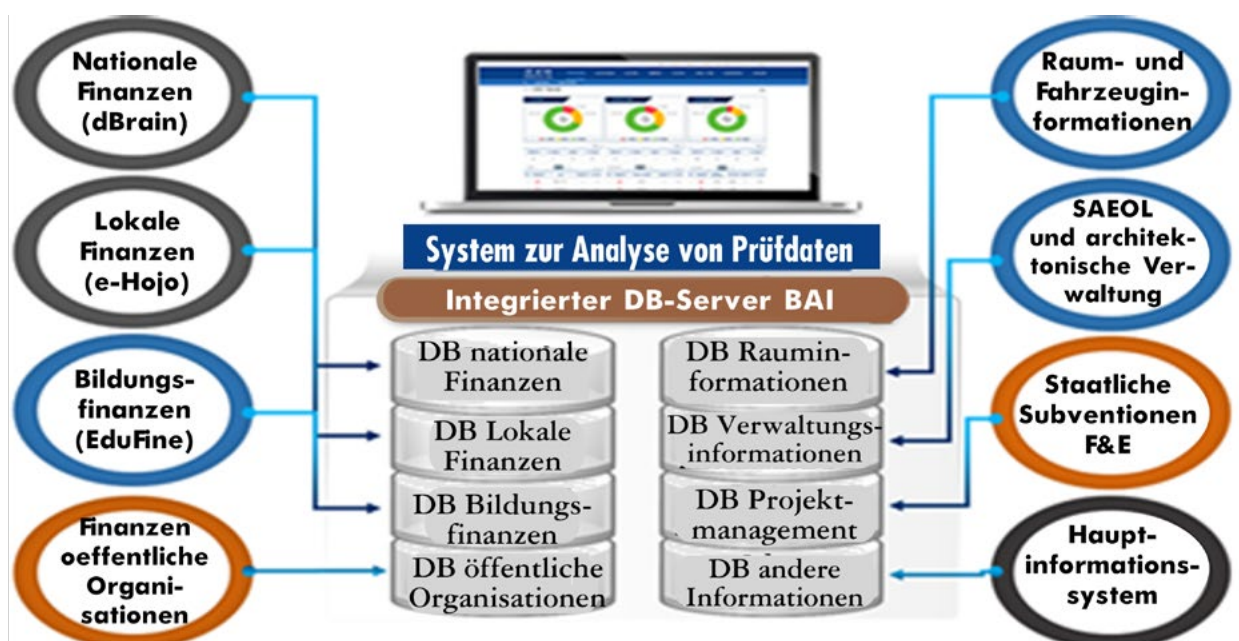 Nationale
Finanzen
(dBrain)
Lokale
Finanzen
(e-Hojo)
Bildungs-
finanzen
(EduFine)
Finanzen
oeffentliche
Organi-
sationen
System zur Analyse von Prüfdaten
Integrierter DB-Server BAI
DB nationale
Finanzen
DB Lokale
Finanzen
DB Bildungs-
finanzen
DB öffentliche
Organisationen
DB Raumin-
formationen
DB Verwaltungs-
informationen
DB Projekt-
management
DB andere
Informationen
Raum- und
Fahrzeugin-
formationen
SAEOL
und architek-
tonische Ver-
waltung
Staatliche
Subventionen
F&E
Haupt-
informations-
system